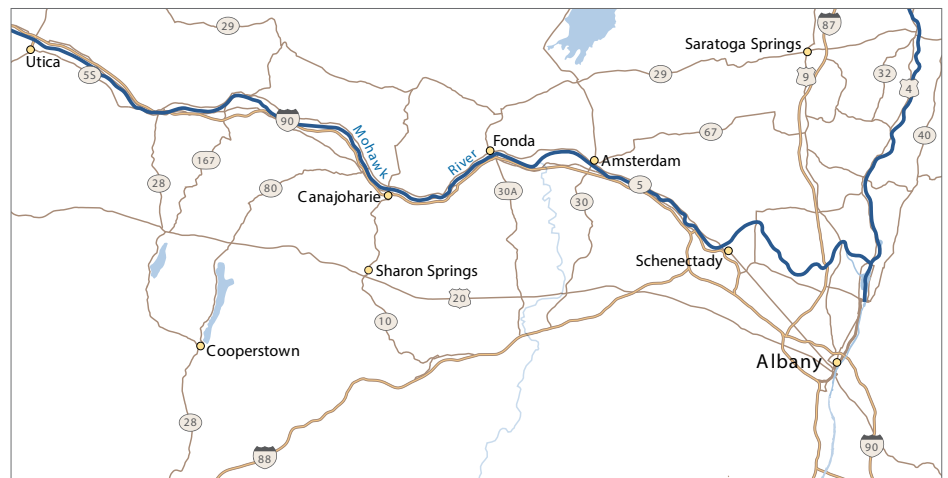 29
87
Saratoga Springs
Utica
5S
29
9
32
4
90
Mohawk
River
Fonda
67
40
167
Amsterdam
28
80
Canajoharie
30A
30
5
Schenectady
Sharon Springs
20
10
Cooperstown
Albany
28
88
90